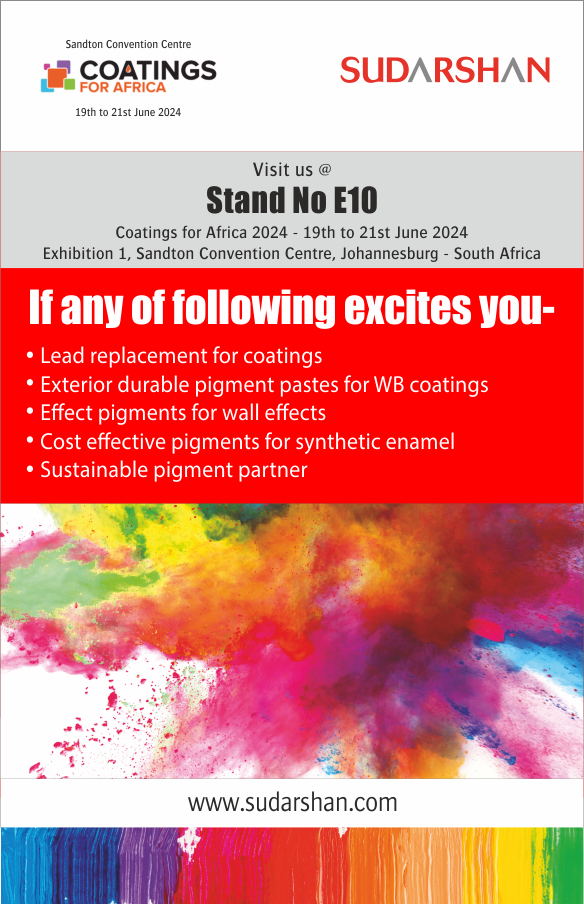 Sandton Convention Centre
COATINGS
FOR AFRICA
19th to 21st June 2024
SUDARSHAN
Visit us @
Stand No E10
Coatings for Africa 2024 - 19th to 21st June 2024
Exhibition 1, Sandton Convention Centre, Johannesburg - South Africa
If any of following excites you-
• Lead replacement for coatings
• Exterior durable pigment pastes for WB coatings
• Effect pigments for wall effects
• Cost effective pigments for synthetic enamel
• Sustainable pigment partner
www.sudarshan.com